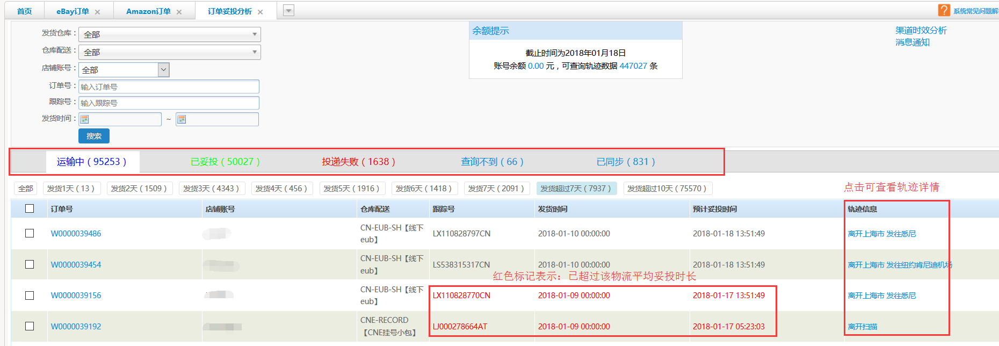 首页 eBay订单 Amazon订单 订单妥投分析
系统常见问题解
发货仓库： 全部
仓库配送： 全部
店铺账号： 全部
订单号： 输入订单号
跟踪号： 输入跟踪号
发货时间： ~
搜索
余额提示
截止时间为2018年01月18日
账号余额 0.00 元，可查询轨迹数据 447027 条
渠道时效分析
消息通知
运输中（95253） 已妥投（50027） 投递失败（1638） 查询不到（66） 已同步（831）
全部 发货1天（13） 发货2天（1509） 发货3天（4343） 发货4天（456） 发货5天（1916） 发货6天（1418） 发货7天（2091） 发货超过7天（7937） 发货超过10天（75570）
点击可查看轨迹详情
订单号 店铺账号 仓库配送 跟踪号 发货时间 预计妥投时间 轨迹信息
W0000039486 CN-EUB-SH【线下eub】 LX110828797CN 2018-01-10 00:00:00 2018-01-18 13:51:49 离开上海市 发往悉尼
W0000039454 CN-EUB-SH【线下eub】 LS538315317CN 2018-01-10 00:00:00 2018-01-18 13:51:49 离开上海市 发往纽约肯尼迪机场
红色标记表示：已超过该物流平均妥投时长
W0000039156 CN-EUB-SH【线下eub】 LX110828770CN 2018-01-09 00:00:00 2018-01-17 13:51:49 离开上海市 发往悉尼
W0000039192 CNE-RECORD【CNE挂号小包】 LJ000278664AT 2018-01-09 00:00:00 2018-01-17 05:23:03 离开扫描